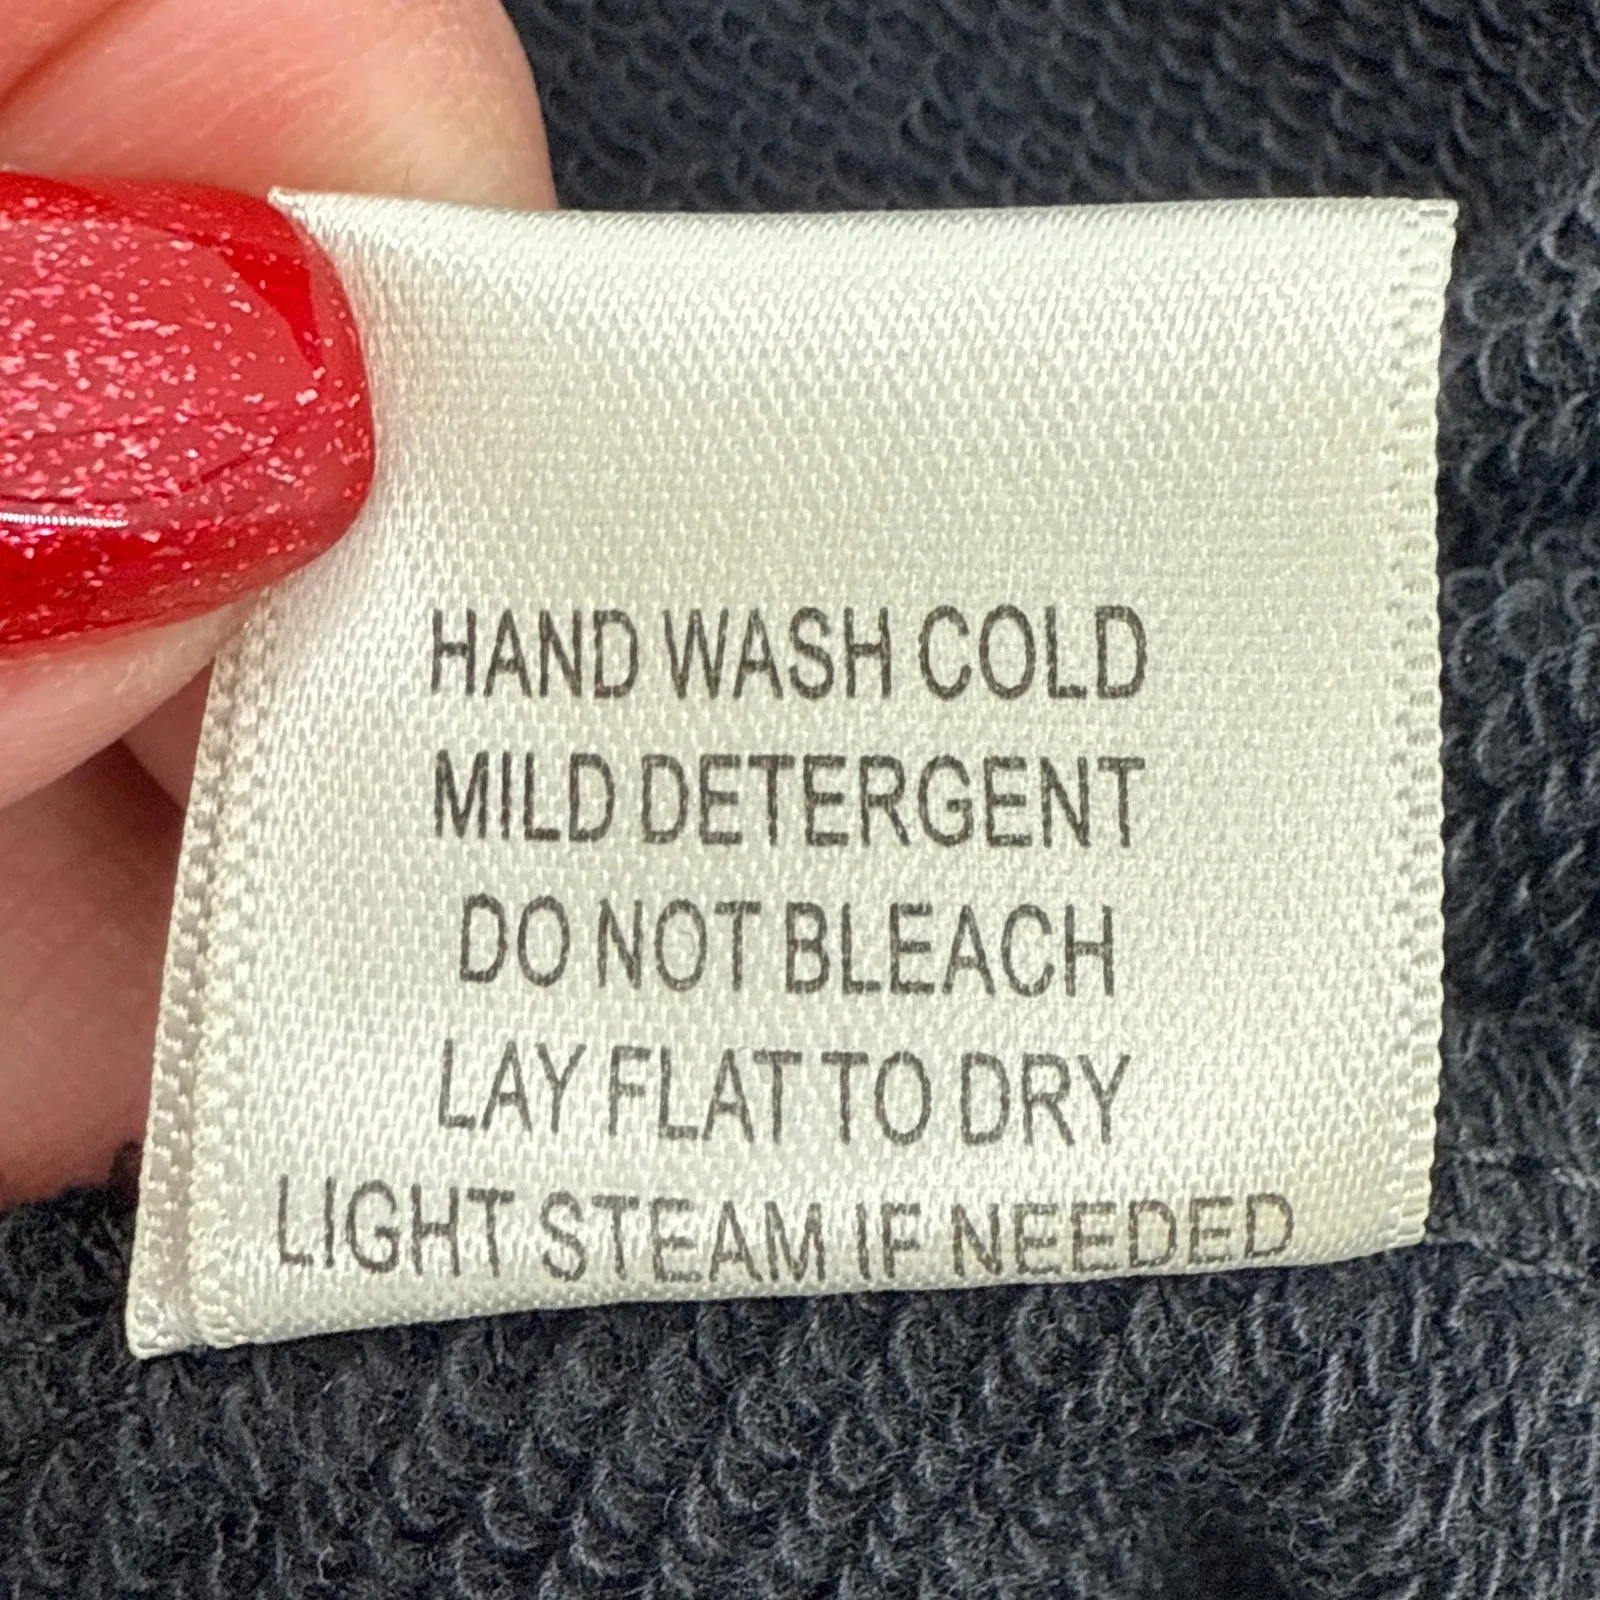 HAND WASH COLD
MILD DETERGENT
DO NOT BLEACH
LAY FLAT TO DRY
LIGHT STEAM IF NEEDED